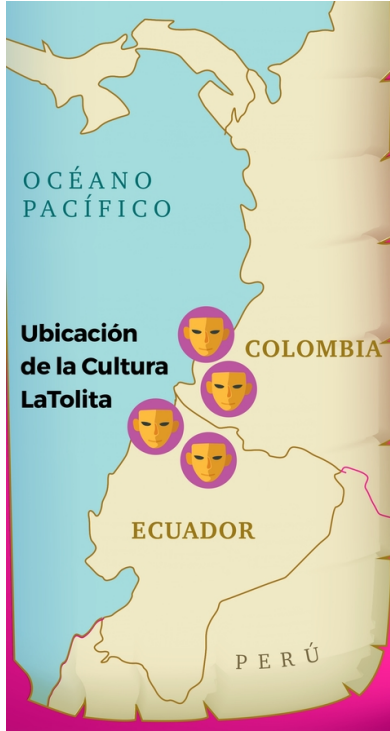 OCÉANO
PACÍFICO
Ubicación
de la Cultura
LaTolita
COLOMBIA
ECUADOR
PERÚ